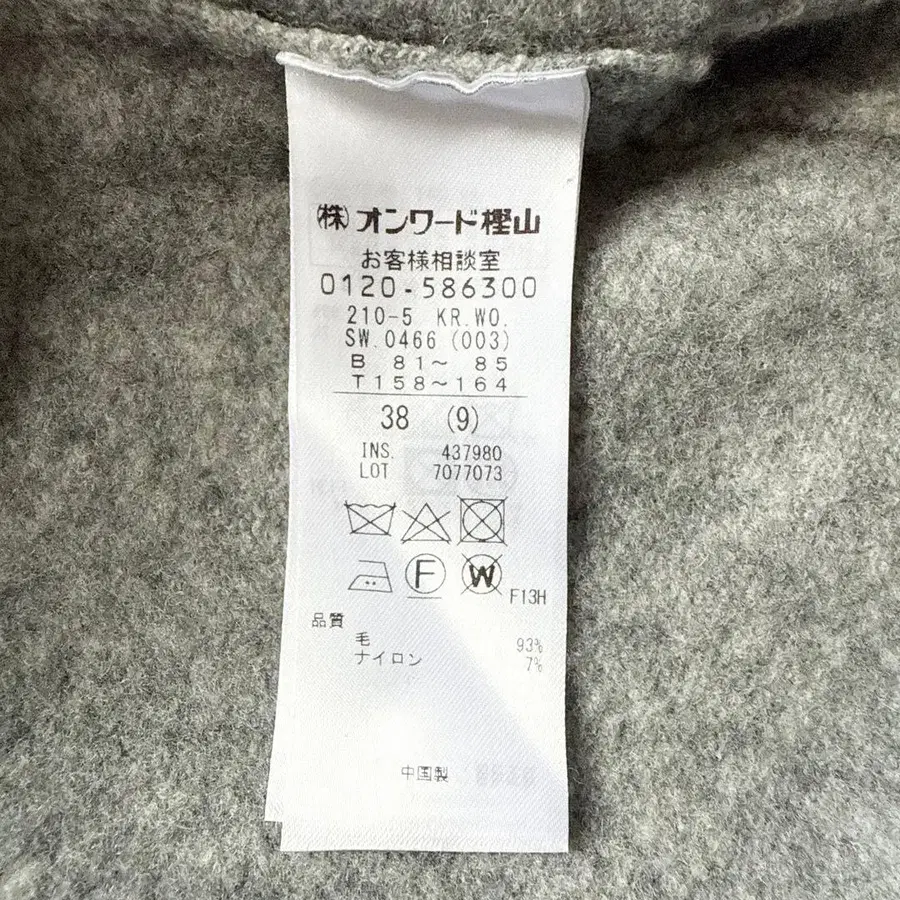 (株)オンワード樫山
お客様相談室
0120-586300
210-5 KR.WO.
SW.0466 (003)
B 81～ 85
T158～164
38 (9)
INS. 437980
LOT 7077073
F
W
F13H
品質
毛 93%
ナイロン 7%
中国製